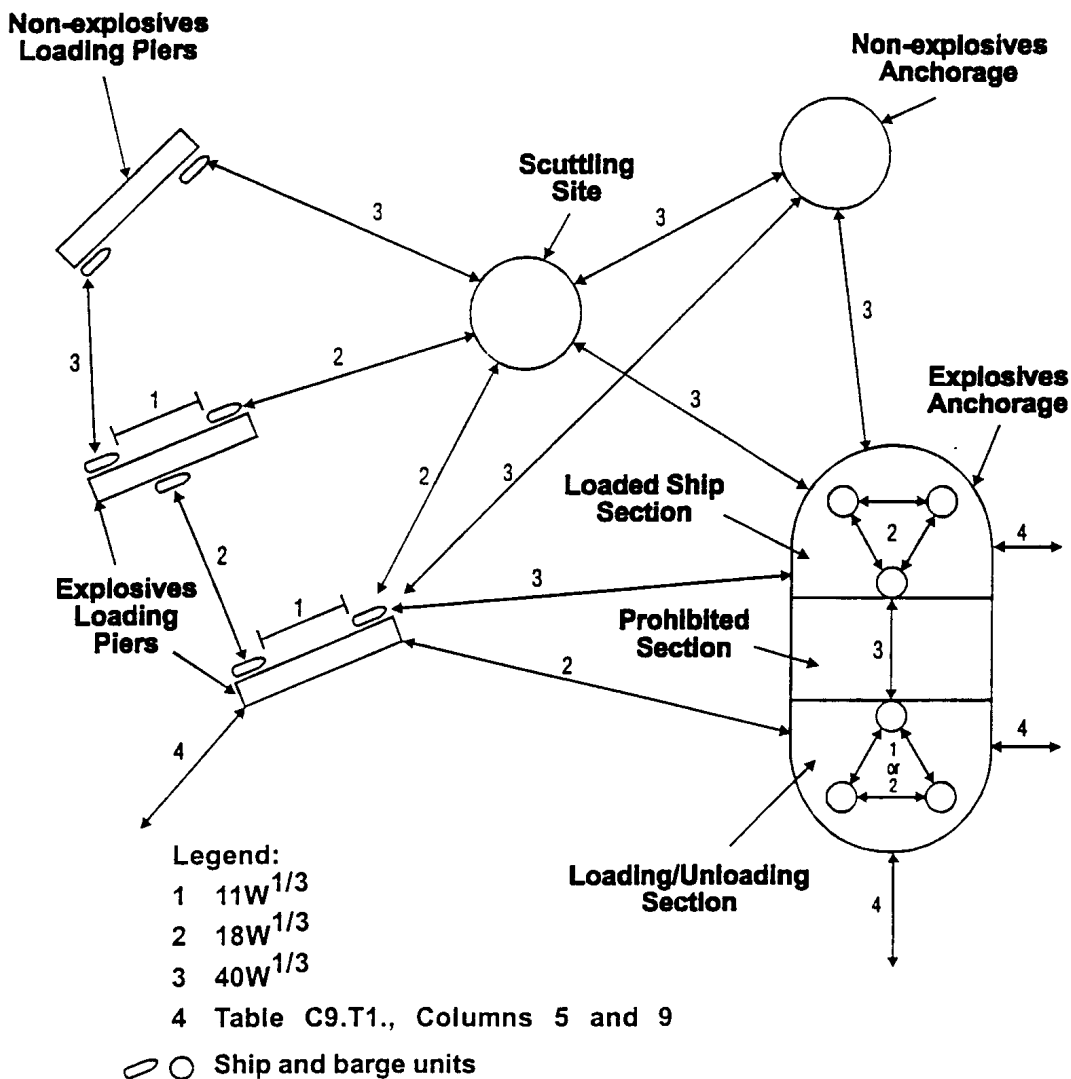 Non-explosives
Loading Piers
Non-explosives
Anchorage
Scuttling
Site
3
3
3
3
2
1
3
Explosives
Anchorage
2
3
Loaded Ship
Section
2
4
2
Explosives
Loading
Piers
1
3
Prohibited
Section
3
2
4
4
1
or
2
Loading/Unloading
Section
4
Legend:
1 11W1/3
2 18W1/3
3 40W1/3
4 Table C9.T1., Columns 5 and 9
Ship and barge units